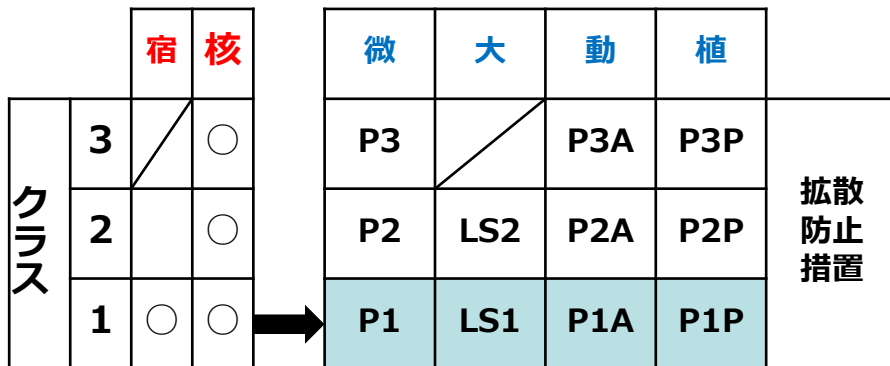 宿 核 微 大 動 植
クラス 3 ○ P3 P3A P3P
2 ○ P2 LS2 P2A P2P
1 ○ ○ P1 LS1 P1A P1P
拡散
防止
措置